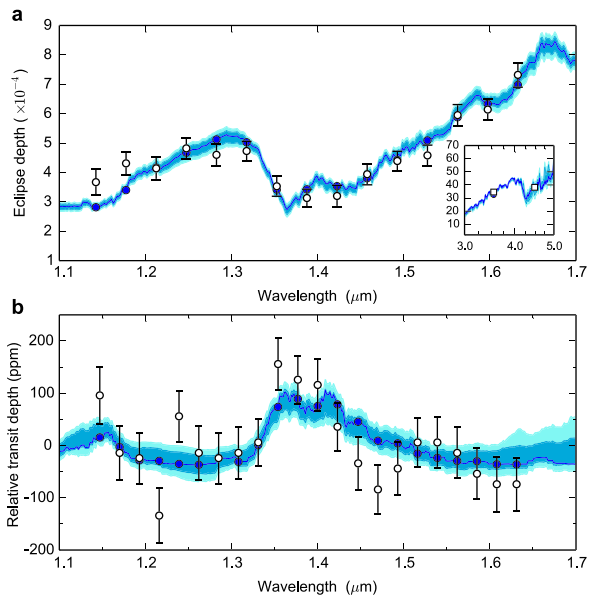 a
9
8
7
6
5
4
3
2
1
Eclipse depth (×10⁻⁴)
70
60
50
40
30
20
10
3.0 4.0 5.0
1.1 1.2 1.3 1.4 1.5 1.6 1.7
Wavelength (μm)
b
200
100
0
-100
-200
Relative transit depth (ppm)
1.1 1.2 1.3 1.4 1.5 1.6 1.7
Wavelength (μm)